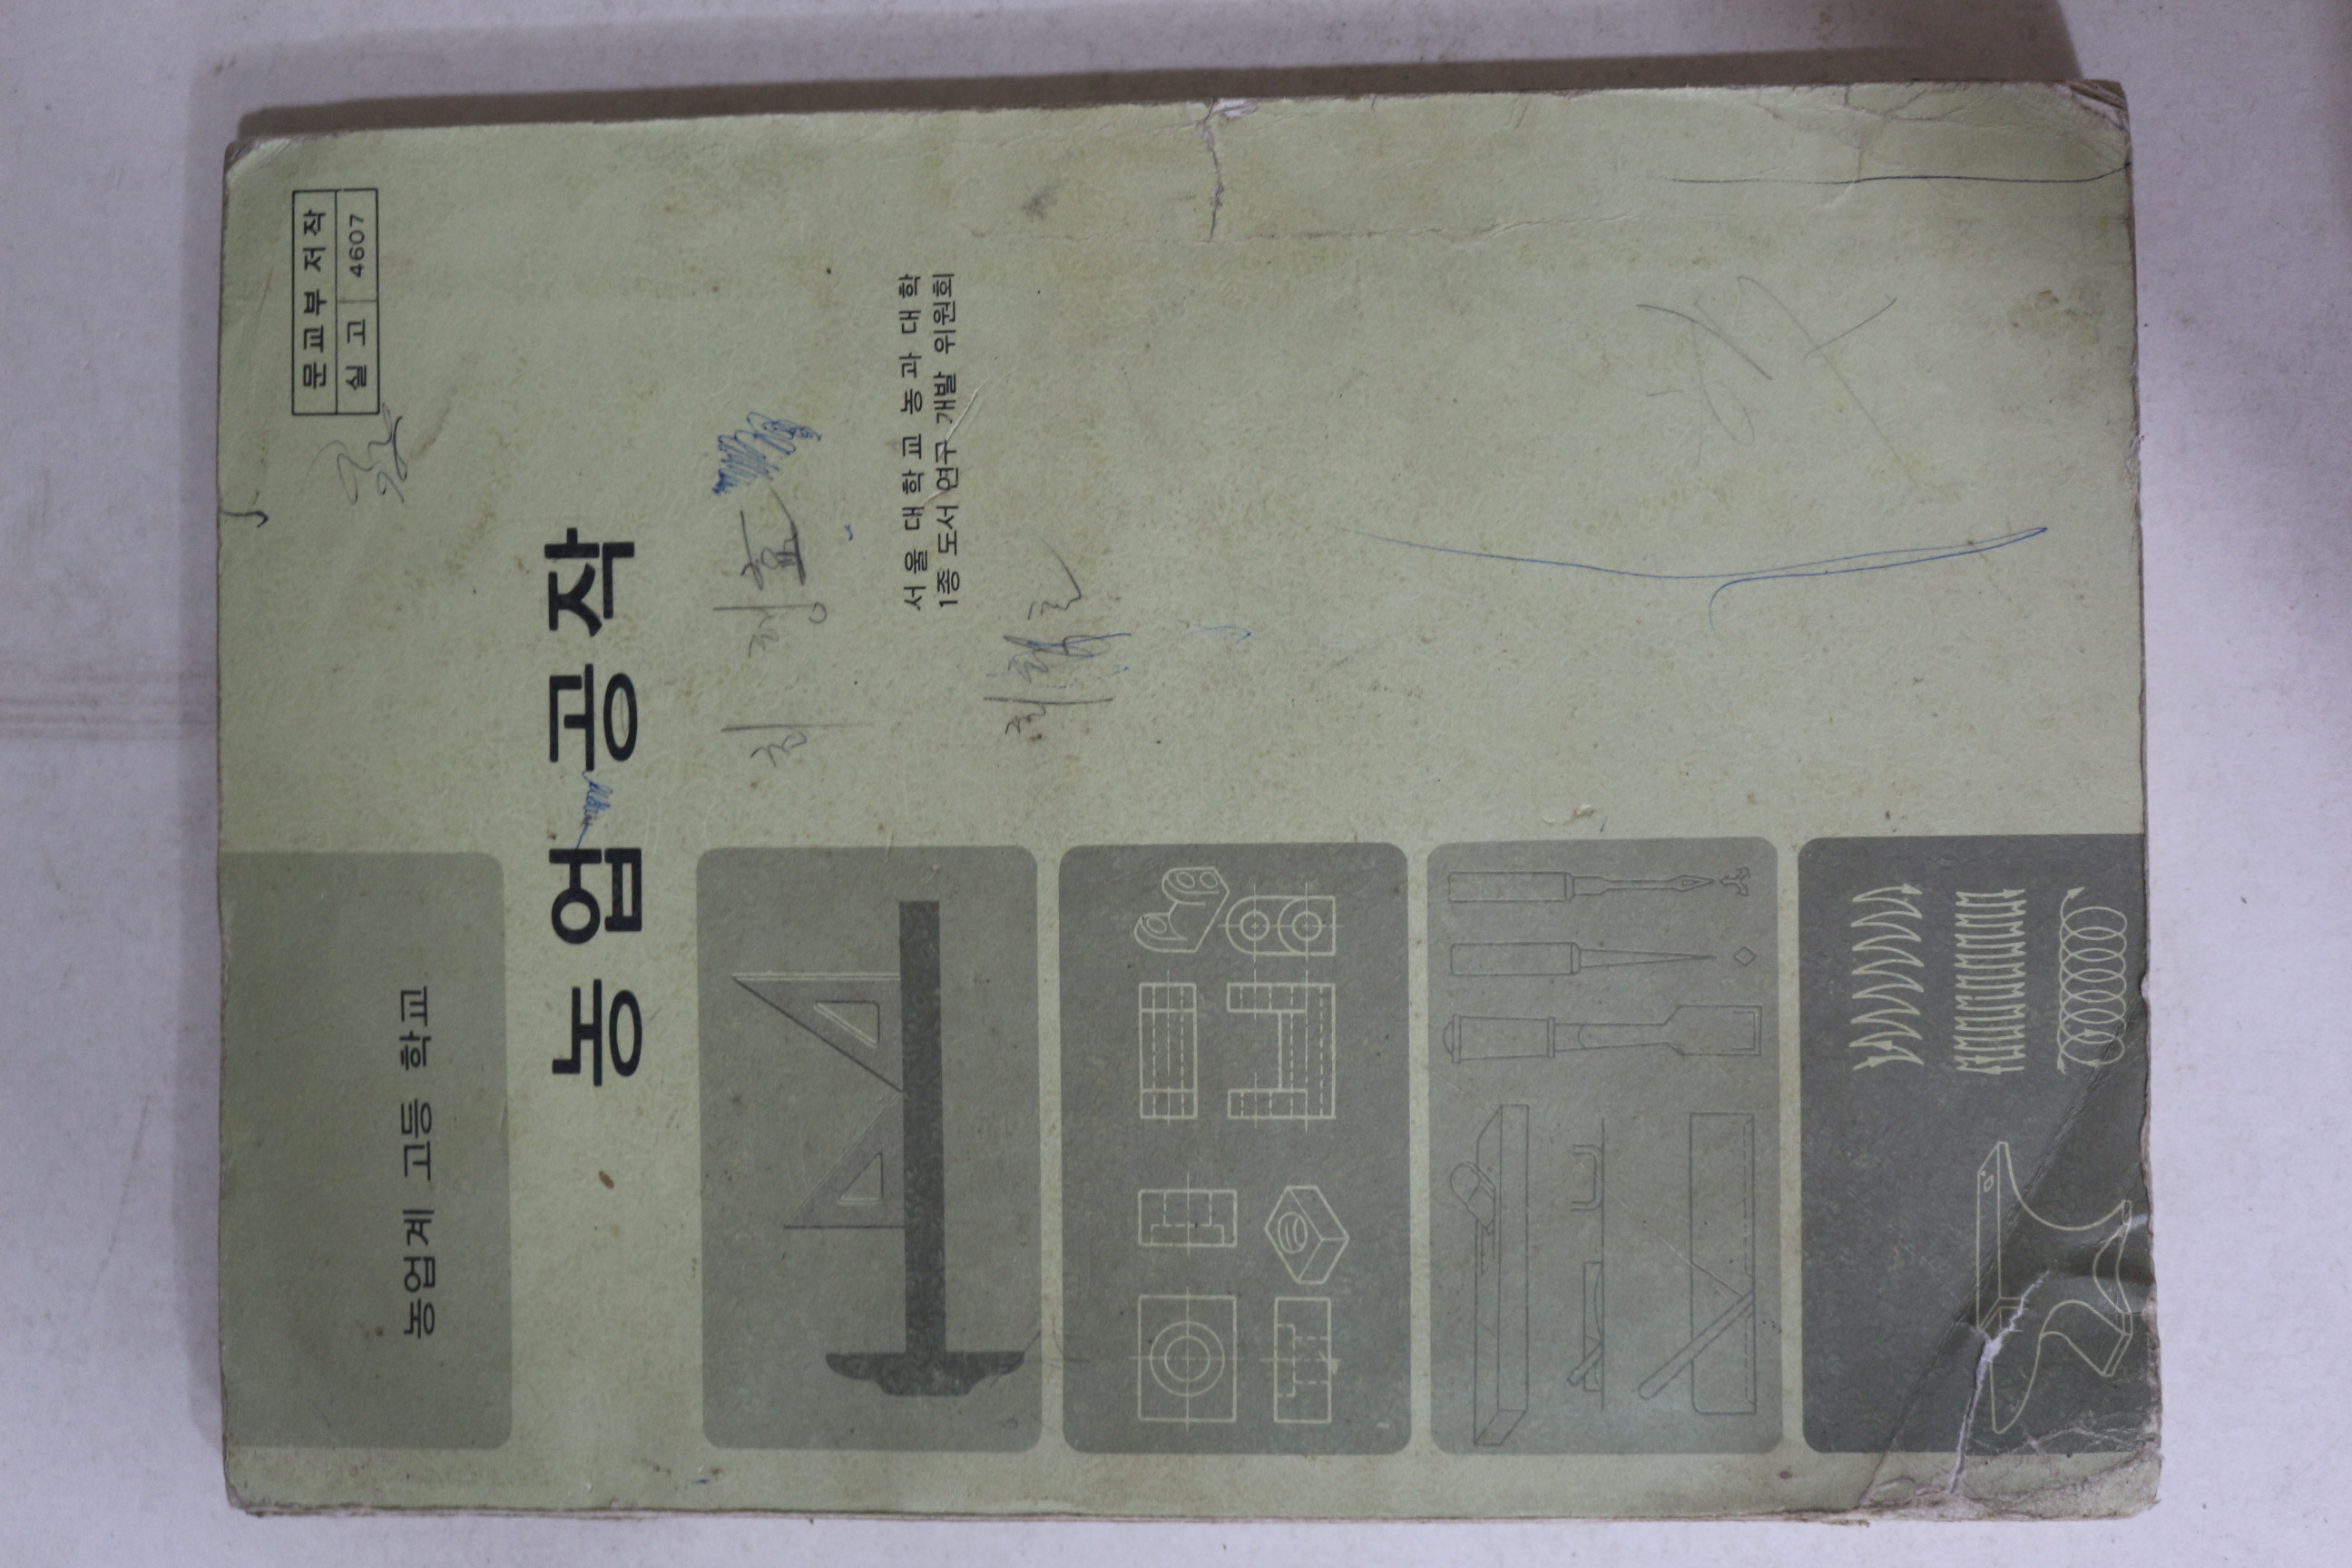 문교부 저작
실고 4607
농업계 고등 학교
농업 공작
서울 대학교 농과 대학
1종 도서 연구 개발 위원회